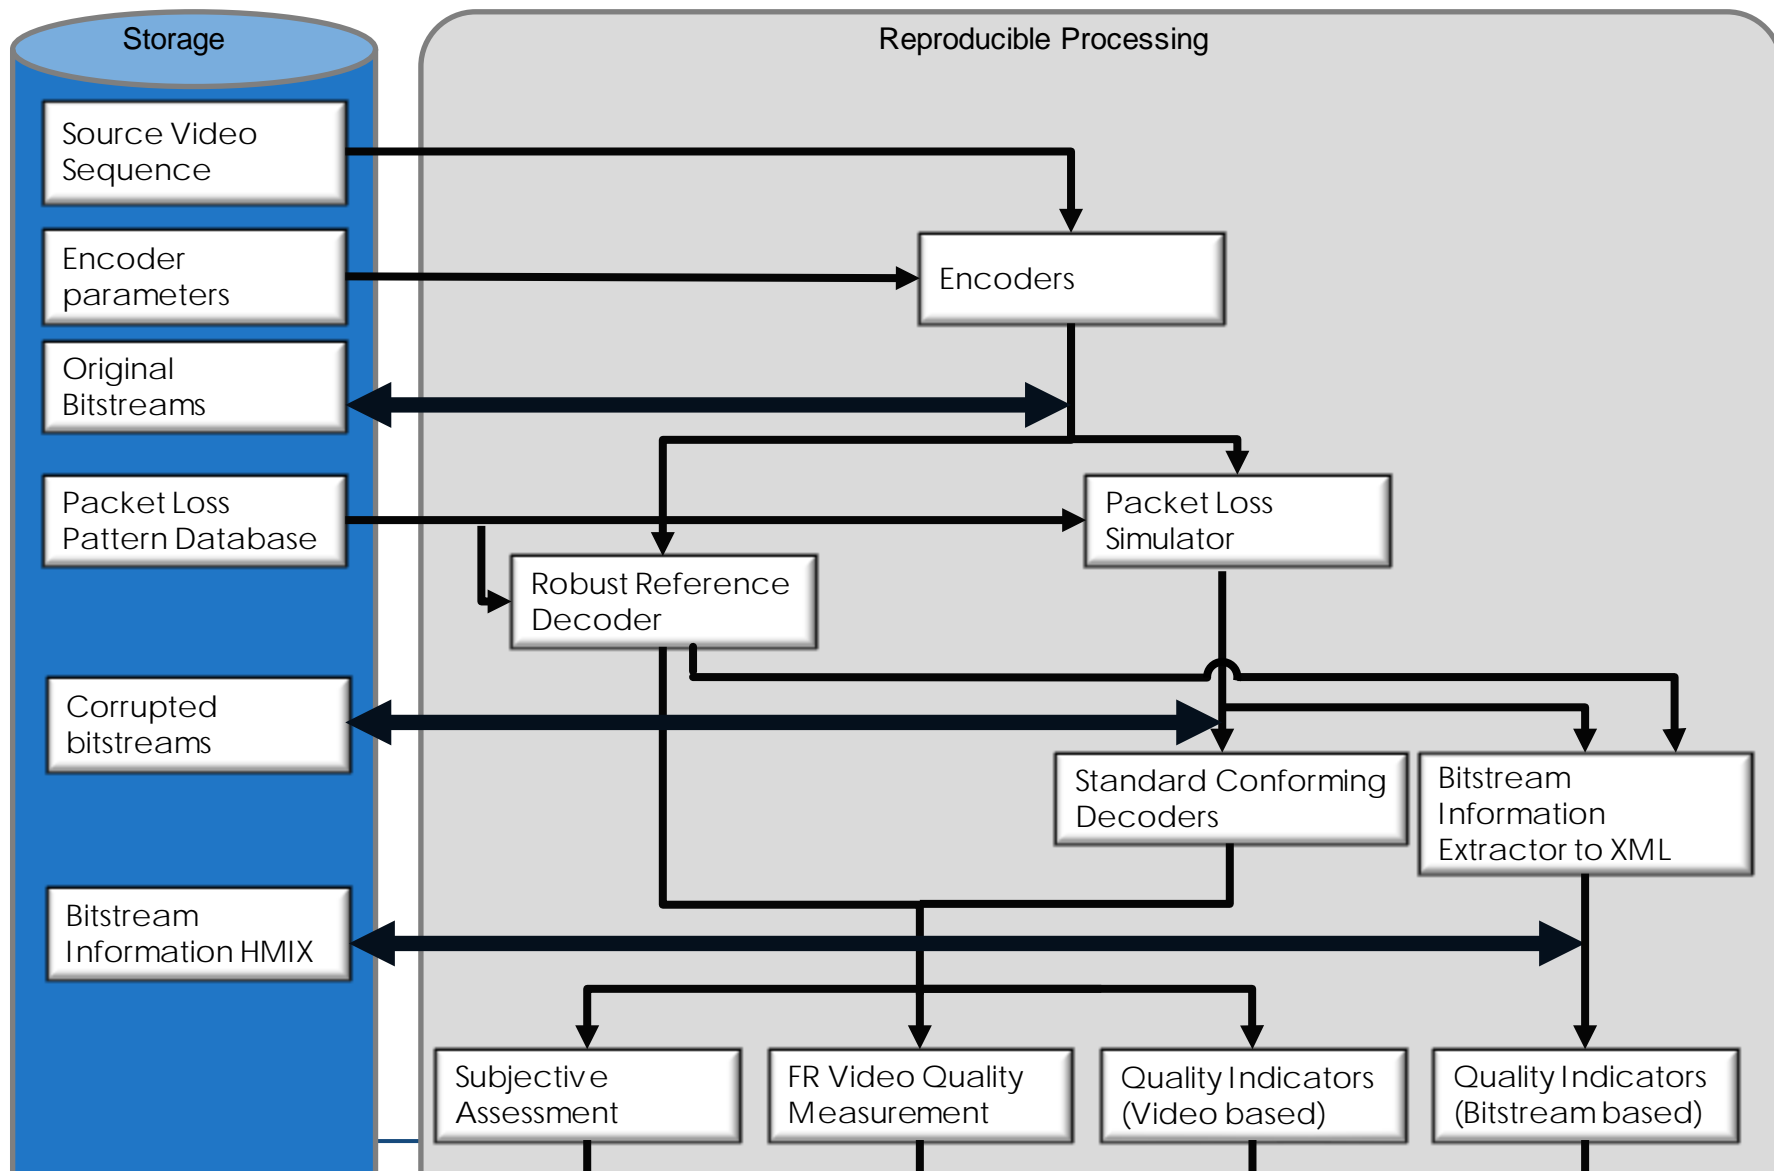 Storage
Reproducible Processing
Source Video
Sequence
Encoder
parameters
Encoders
Original
Bitstreams
Packet Loss
Pattern Database
Packet Loss
Simulator
Robust Reference
Decoder
Corrupted
bitstreams
Standard Conforming
Decoders
Bitstream
Information
Extractor to XML
Bitstream
Information HMIX
Subjective
Assessment
FR Video Quality
Measurement
Quality Indicators
(Video based)
Quality Indicators
(Bitstream based)